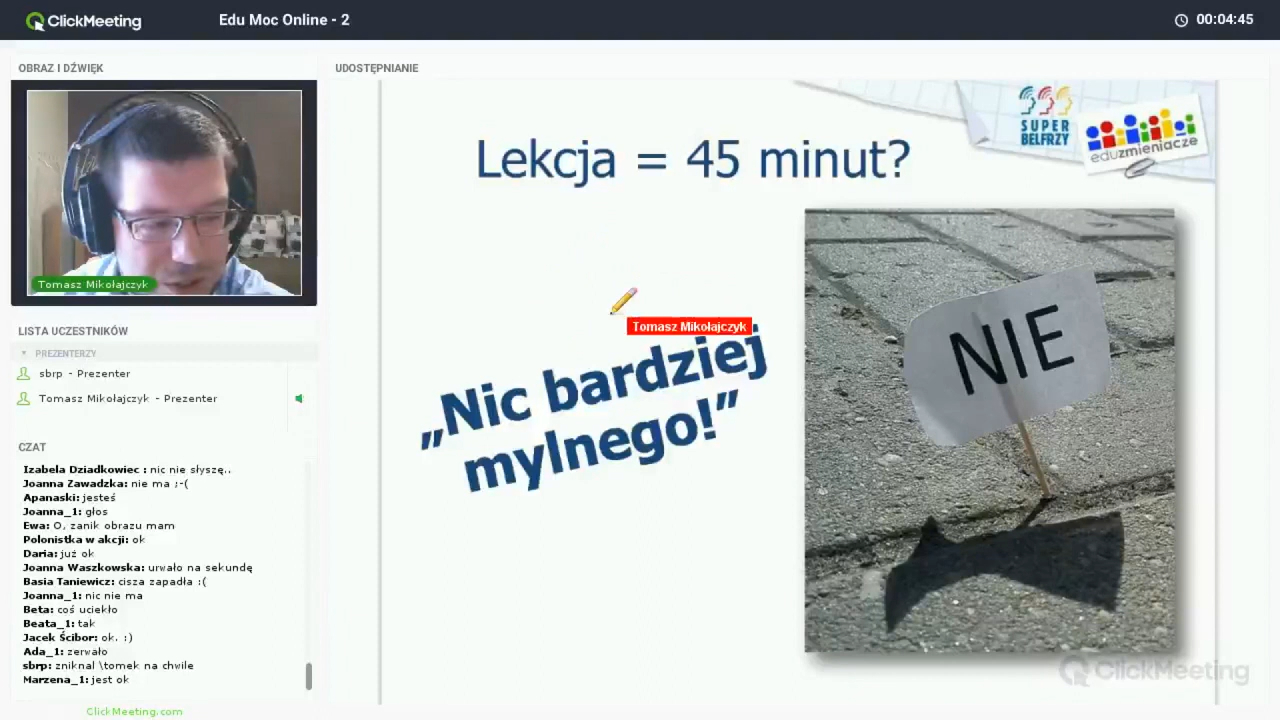 ClickMeeting
Edu Moc Online - 2
00:04:45
OBRAZ I DŹWIĘK
Tomasz Mikołajczyk
LISTA UCZESTNIKÓW
PREZENTERZY
sbrp - Prezenter
Tomasz Mikołajczyk - Prezenter
CZAT
Izabela Dziadkowiec : nic nie słyszę..
Joanna Zawadzka: nie ma ;-(
Apanaski: jesteś
Joanna_1: głos
Ewa: O, zanik obrazu mam
Polonistka w akcji: ok
Daria: już ok
Joanna Waszkowska: urwało na sekundę
Basia Taniewicz: cisza zapadła :(
Joanna_1: nic nie ma
Beta: coś uciekło
Beata_1: tak
Jacek Ścibor: ok. :)
Ada_1: zerwało
sbrp: zniknal \tomek na chwile
Marzena_1: jest ok
ClickMeeting.com
UDOSTĘPNIANIE
SUPER
BELFRZY
eduzmieniacze
Lekcja = 45 minut?
Tomasz Mikołajczyk
„Nic bardziej
mylnego!”
NIE
ClickMeeting